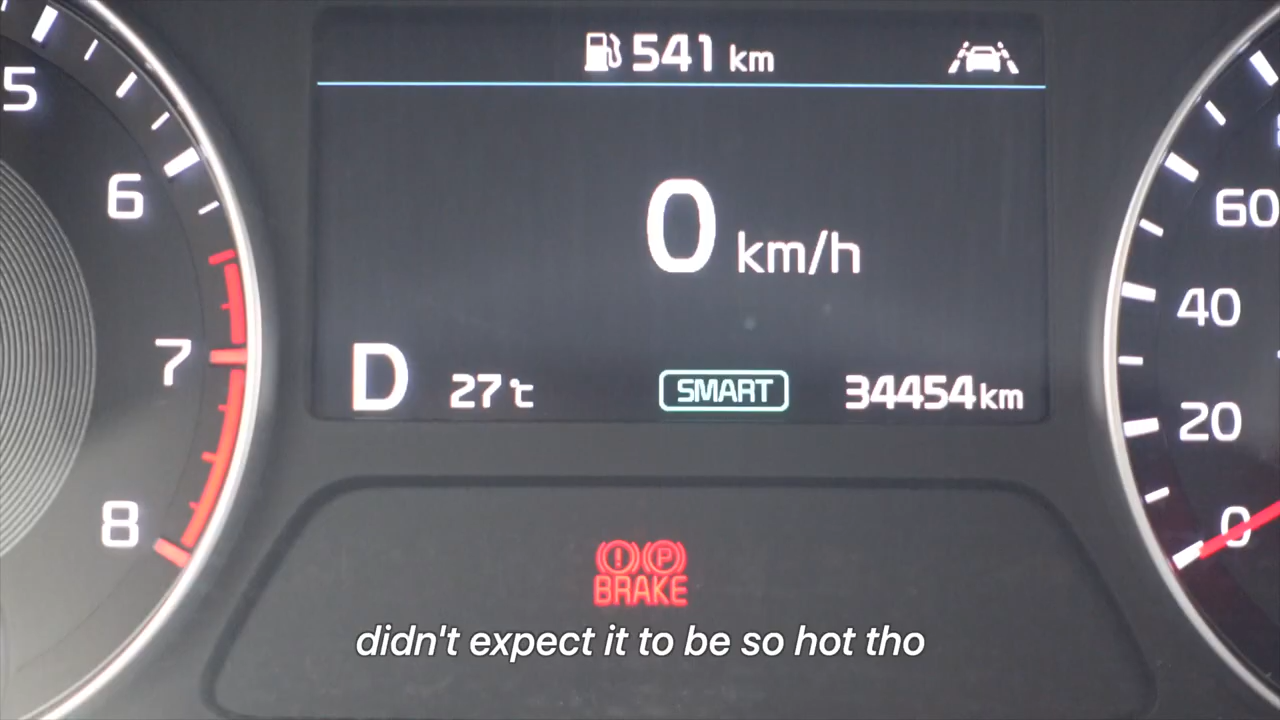 541 km
5
6
7
8
0 km/h
D 27℃ SMART 34454km
60
40
20
0
BRAKE
didn't expect it to be so hot tho